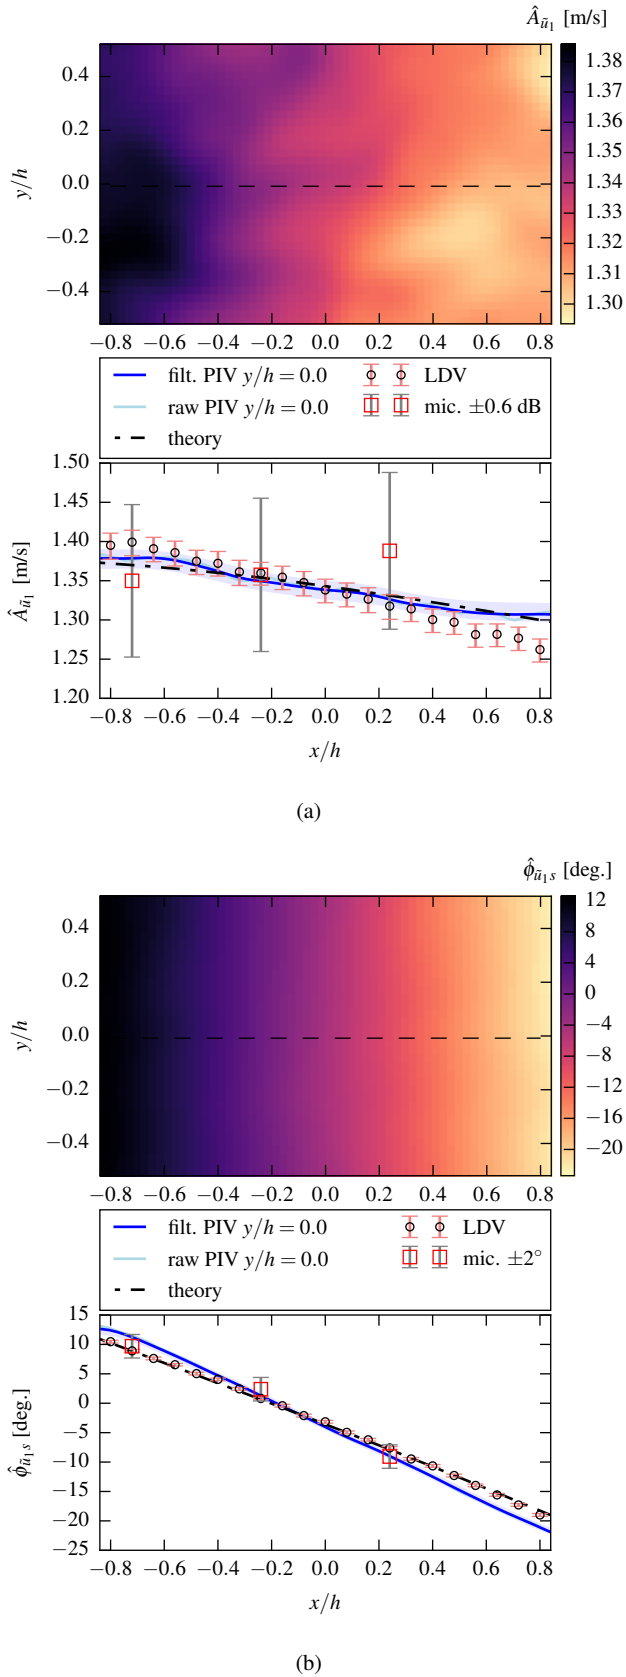 Â_ũ₁ [m/s]
0.4
0.2
0.0
−0.2
−0.4
y/h
1.38
1.37
1.36
1.35
1.34
1.33
1.32
1.31
1.30
−0.8 −0.6 −0.4 −0.2 0.0 0.2 0.4 0.6 0.8
filt. PIV y/h = 0.0
LDV
raw PIV y/h = 0.0
mic. ±0.6 dB
theory
1.50
1.45
1.40
1.35
1.30
1.25
1.20
Â_ũ₁ [m/s]
−0.8 −0.6 −0.4 −0.2 0.0 0.2 0.4 0.6 0.8
x/h
(a)
ϕ̂_ũ₁s [deg.]
0.4
0.2
0.0
−0.2
−0.4
y/h
12
8
4
0
−4
−8
−12
−16
−20
−0.8 −0.6 −0.4 −0.2 0.0 0.2 0.4 0.6 0.8
filt. PIV y/h = 0.0
LDV
raw PIV y/h = 0.0
mic. ±2°
theory
15
10
5
0
−5
−10
−15
−20
−25
ϕ̂_ũ₁s [deg.]
−0.8 −0.6 −0.4 −0.2 0.0 0.2 0.4 0.6 0.8
x/h
(b)